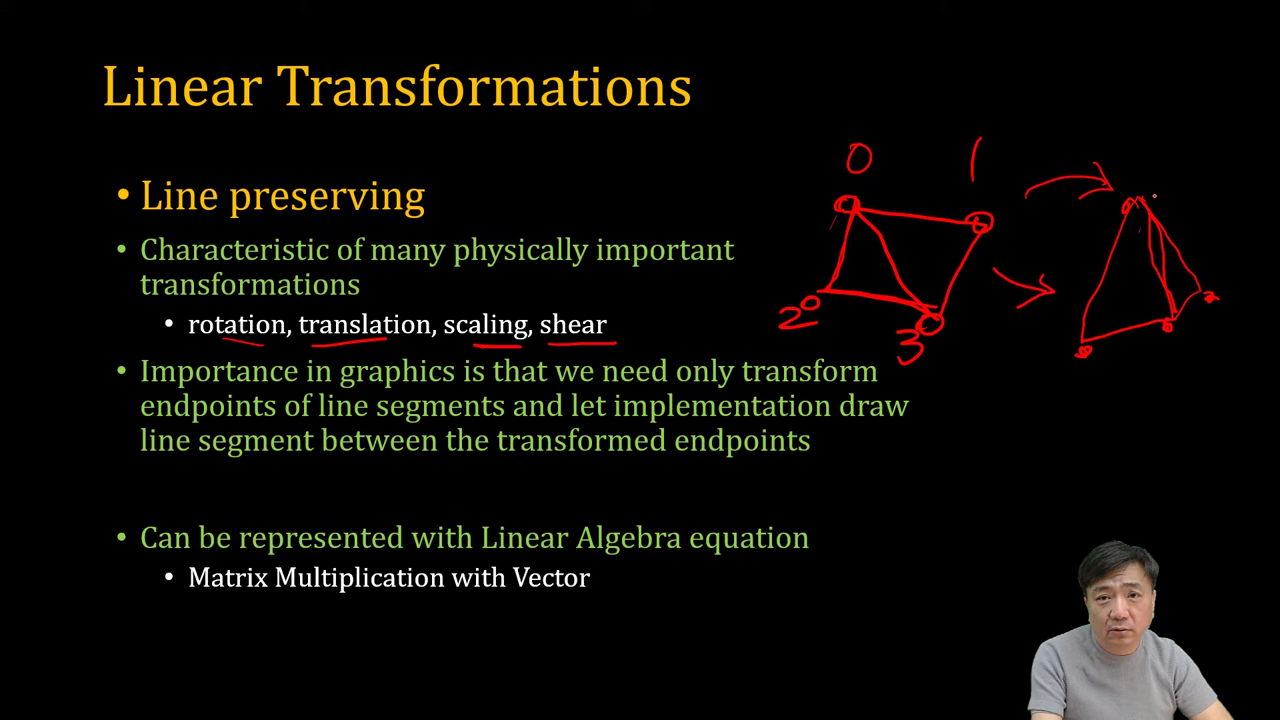 Linear Transformations
• Line preserving
• Characteristic of many physically important
transformations
• rotation, translation, scaling, shear
• Importance in graphics is that we need only transform
endpoints of line segments and let implementation draw
line segment between the transformed endpoints
• Can be represented with Linear Algebra equation
• Matrix Multiplication with Vector
0 1
2 3